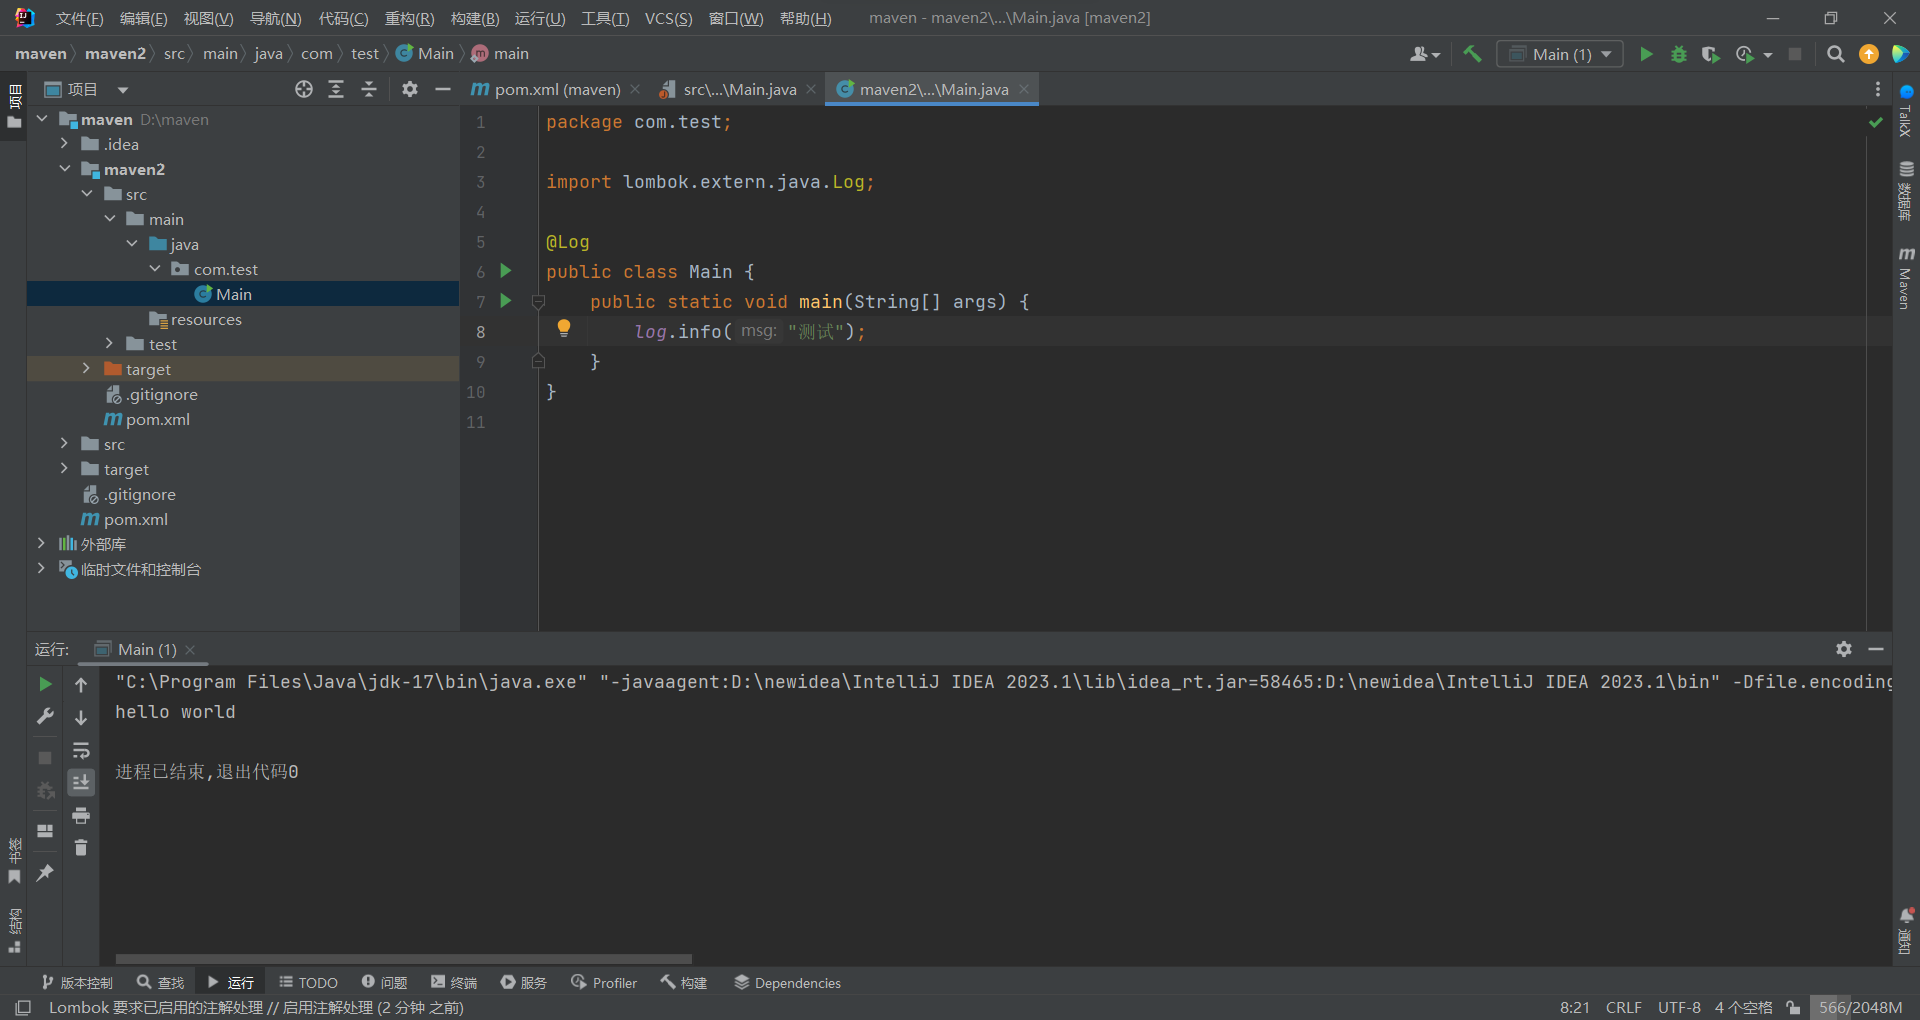 文件(F) 编辑(E) 视图(V) 导航(N) 代码(C) 重构(R) 构建(B) 运行(U) 工具(T) VCS(S) 窗口(W) 帮助(H) maven - maven2\...\Main.java [maven2]
maven maven2 src main java com test Main main
Main (1)
项目
项目
pom.xml (maven) src\...\Main.java maven2\...\Main.java
maven D:\maven
.idea
maven2
src
main
java
com.test
Main
resources
test
target
.gitignore
pom.xml
src
target
.gitignore
pom.xml
外部库
临时文件和控制台
1 package com.test;
2
3 import lombok.extern.java.Log;
4
5 @Log
6 public class Main {
7 public static void main(String[] args) {
8 log.info( msg: "测试");
9 }
10 }
11
TalkX
数据库
Maven
通知
运行: Main (1)
"C:\Program Files\Java\jdk-17\bin\java.exe" "-javaagent:D:\newidea\IntelliJ IDEA 2023.1\lib\idea_rt.jar=58465:D:\newidea\IntelliJ IDEA 2023.1\bin" -Dfile.encoding
hello world
进程已结束,退出代码0
书签
结构
版本控制 查找 运行 TODO 问题 终端 服务 Profiler 构建 Dependencies
Lombok 要求已启用的注解处理 // 启用注解处理 (2 分钟 之前) 8:21 CRLF UTF-8 4 个空格 566/2048M